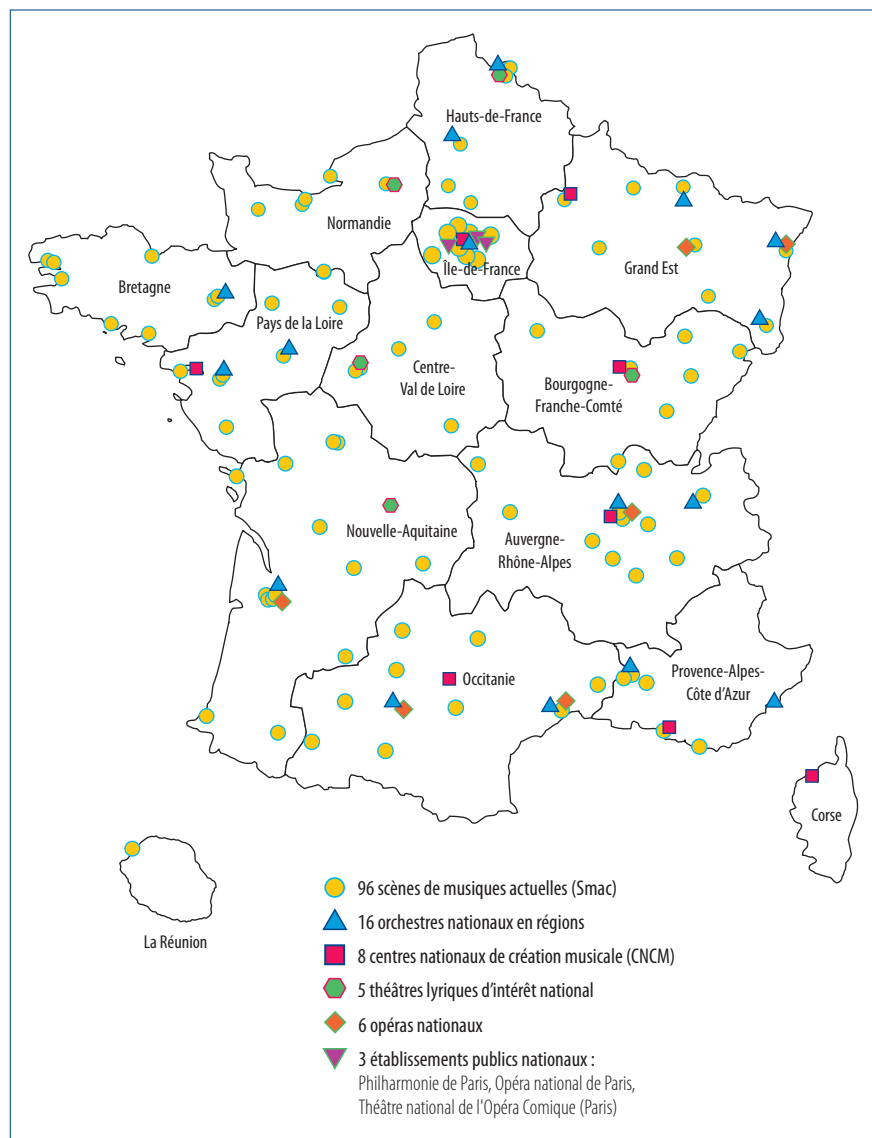 Hauts-de-France
Normandie
Île-de-France
Grand Est
Bretagne
Pays de la Loire
Centre-
Val de Loire
Bourgogne-
Franche-Comté
Nouvelle-Aquitaine
Auvergne-
Rhône-Alpes
Occitanie
Provence-Alpes-
Côte d'Azur
Corse
La Réunion
96 scènes de musiques actuelles (Smac)
16 orchestres nationaux en régions
8 centres nationaux de création musicale (CNCM)
5 théâtres lyriques d'intérêt national
6 opéras nationaux
3 établissements publics nationaux :
Philharmonie de Paris, Opéra national de Paris,
Théâtre national de l'Opéra Comique (Paris)